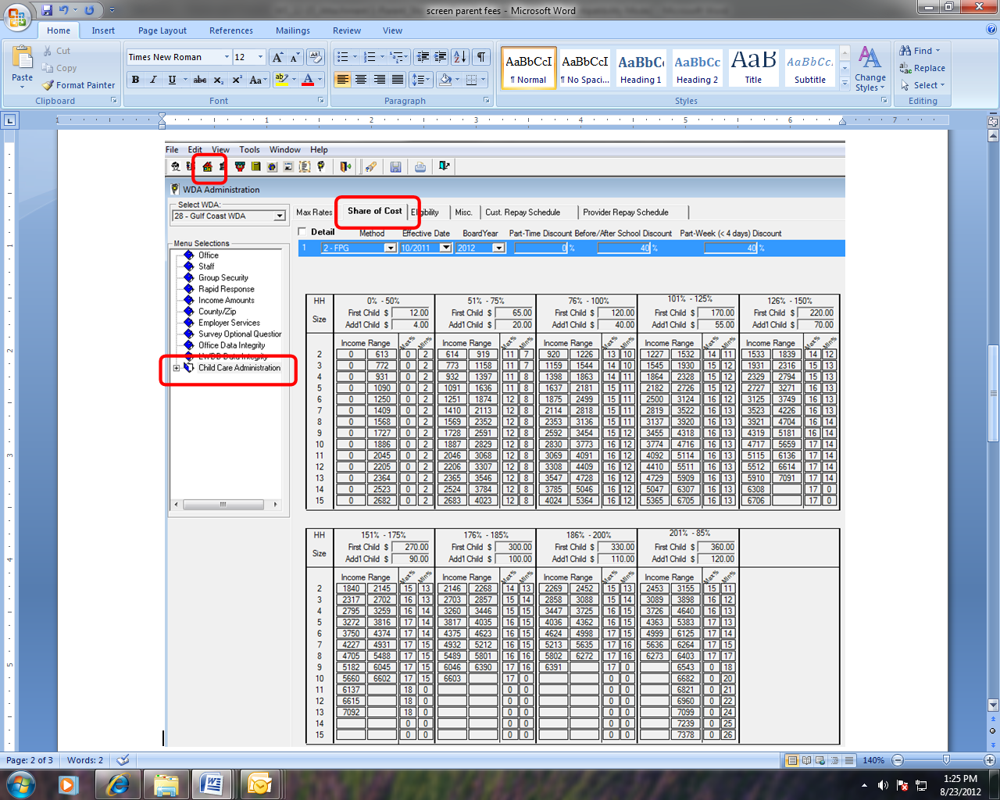 screen parent fees - Microsoft Word
Home Insert Page Layout References Mailings Review View
Paste Cut Copy Format Painter Clipboard
Times New Roman 12 Font
Paragraph
AaBbCcI AaBbCcI AaBbC AaBbCc AaB AaBbCc
¶ Normal ¶ No Spaci... Heading 1 Heading 2 Title Subtitle
Change Styles Styles
Find Replace Select Editing
File Edit View Tools Window Help
WDA Administration
Select WDA:
28 - Gulf Coast WDA
Menu Selections
Office
Staff
Group Security
Rapid Response
Income Amounts
County/Zip
Employer Services
Survey Optional Question
Office Data Integrity
LWDB Data Integrity
Child Care Administration
Max Rates Share of Cost Eligibility Misc. Cust. Repay Schedule Provider Repay Schedule
Detail Method Effective Date BoardYear Part-Time Discount Before/After School Discount Part-Week (< 4 days) Discount
1 2 - FPG 10/2011 2012 0 % 40 % 40 %
HH Size 0% - 50% 51% - 75% 76% - 100% 101% - 125% 126% - 150%
First Child $ 12.00 First Child $ 65.00 First Child $ 120.00 First Child $ 170.00 First Child $ 220.00
Add'l Child $ 4.00 Add'l Child $ 20.00 Add'l Child $ 40.00 Add'l Child $ 55.00 Add'l Child $ 70.00
Income Range Max% Min% Income Range Max% Min% Income Range Max% Min% Income Range Max% Min% Income Range Max% Min%
2 0 613 0 2 614 919 11 7 920 1226 13 10 1227 1532 14 11 1533 1839 14 12
3 0 772 0 2 773 1158 11 7 1159 1544 14 10 1545 1930 15 12 1931 2316 15 13
4 0 931 0 2 932 1397 11 8 1398 1863 14 11 1864 2328 15 12 2329 2794 15 13
5 0 1090 0 2 1091 1636 11 8 1637 2181 15 11 2182 2726 15 12 2727 3271 16 13
6 0 1250 0 2 1251 1874 12 8 1875 2499 15 11 2500 3124 16 12 3125 3749 16 13
7 0 1409 0 2 1410 2113 12 8 2114 2818 15 11 2819 3522 16 13 3523 4226 16 13
8 0 1568 0 2 1569 2352 12 8 2353 3136 15 11 3137 3920 16 13 3921 4704 16 14
9 0 1727 0 2 1728 2591 12 8 2592 3454 15 12 3455 4318 16 13 4319 5181 16 14
10 0 1886 0 2 1887 2829 12 8 2830 3773 16 12 3774 4716 16 13 4717 5659 17 14
11 0 2045 0 2 2046 3068 12 8 3069 4091 16 12 4092 5114 16 13 5115 6136 17 14
12 0 2205 0 2 2206 3307 12 8 3308 4409 16 12 4410 5511 16 13 5512 6614 17 14
13 0 2364 0 2 2365 3546 12 8 3547 4728 16 12 4729 5909 16 13 5910 7091 17 14
14 0 2523 0 2 2524 3784 12 8 3785 5046 16 12 5047 6307 16 13 6308 17 0
15 0 2682 0 2 2683 4023 12 8 4024 5364 16 12 5365 6705 16 13 6706 17 0
HH Size 151% - 175% 176% - 185% 186% - 200% 201% - 85%
First Child $ 270.00 First Child $ 300.00 First Child $ 330.00 First Child $ 360.00
Add'l Child $ 90.00 Add'l Child $ 100.00 Add'l Child $ 110.00 Add'l Child $ 120.00
Income Range Max% Min% Income Range Max% Min% Income Range Max% Min% Income Range Max% Min%
2 1840 2145 15 13 2146 2268 14 13 2269 2452 15 13 2453 3155 15 11
3 2317 2702 16 13 2703 2857 15 14 2858 3088 15 14 3089 3898 16 12
4 2795 3259 16 14 3260 3446 15 15 3447 3725 16 15 3726 4640 16 13
5 3272 3816 17 14 3817 4035 16 15 4036 4362 16 15 4363 5383 17 13
6 3750 4374 17 14 4375 4623 16 15 4624 4998 17 15 4999 6125 17 14
7 4227 4931 17 15 4932 5212 16 15 5213 5635 17 16 5636 6264 17 15
8 4705 5488 17 15 5489 5801 16 16 5802 6272 17 16 6273 6403 17 17
9 5182 6045 17 15 6046 6390 17 16 6391 17 0 6543 0 18
10 5660 6602 17 15 6603 17 0 0 0 6682 0 20
11 6137 18 0 0 0 0 0 6821 0 21
12 6615 18 0 0 0 0 0 6960 0 22
13 7092 18 0 0 0 0 0 7099 0 24
14 0 0 0 0 0 0 7239 0 25
15 0 0 0 0 0 0 7378 0 26
Page: 2 of 3 Words: 2 140%
1:25 PM
8/23/2012